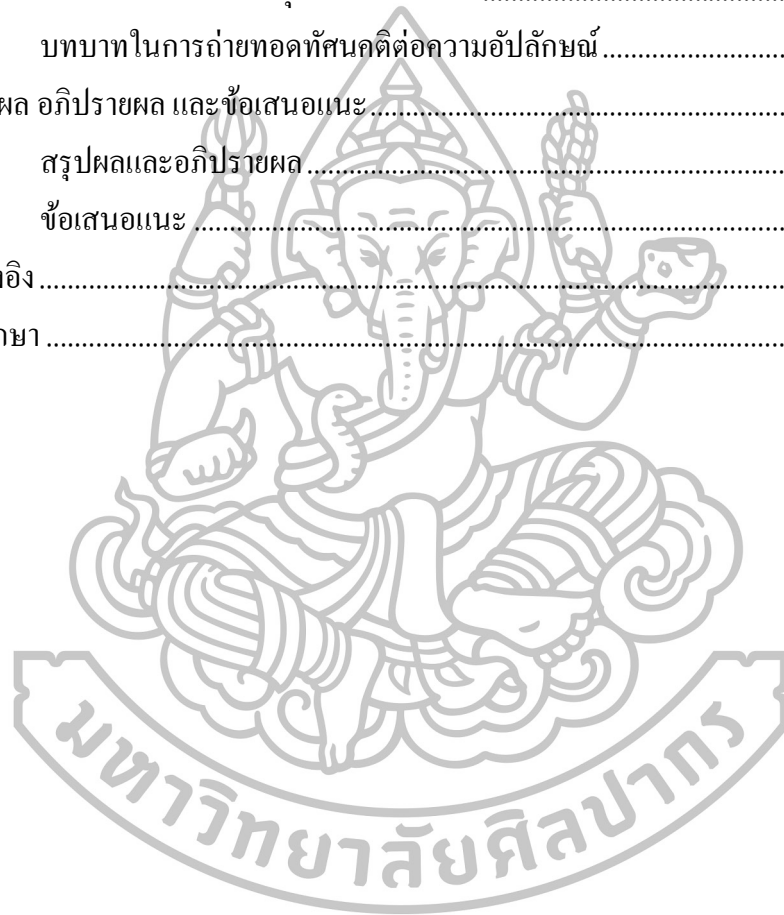 บทบาทในการถ่ายทอดทัศนคติต่อความอัปลักษณ์........................
ผล อภิปรายผล และข้อเสนอแนะ........................
สรุปผลและอภิปรายผล........................
ข้อเสนอแนะ........................
อิง........................
กษา........................
มหาวิทยาลัยศิลปากร